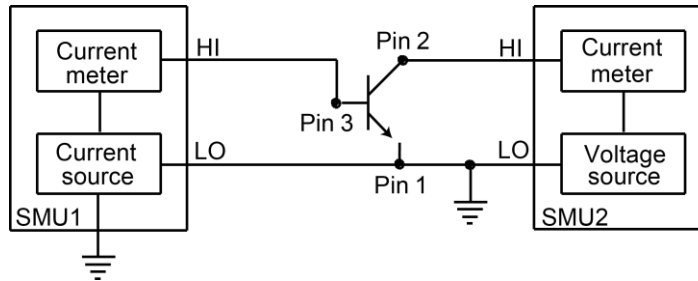 Current
meter
HI
Pin 2
HI
Current
meter
Pin 3
Current
source
LO
Pin 1
LO
Voltage
source
SMU1
SMU2